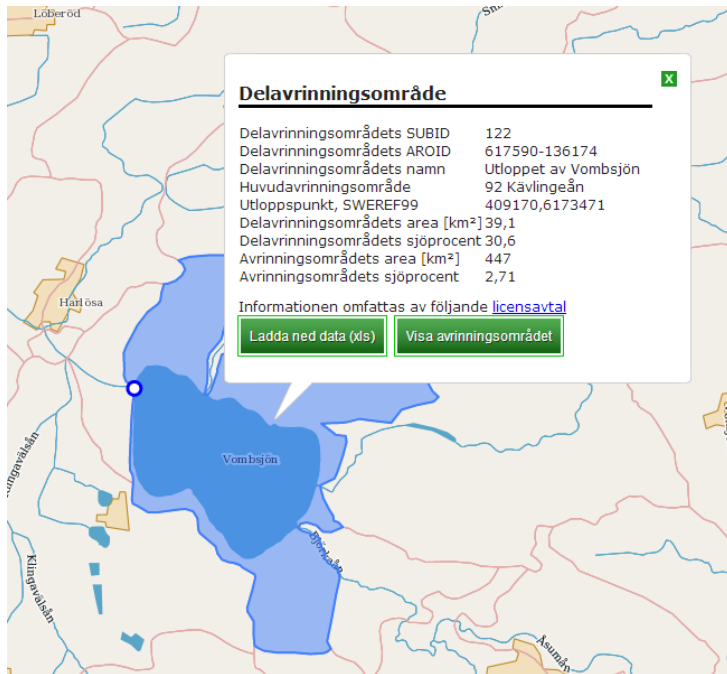 Löberöd
X
Delavrinningsområde
Delavrinningsområdets SUBID 122
Delavrinningsområdets AROID 617590-136174
Delavrinningsområdets namn Utloppet av Vombsjön
Huvudavrinningsområde 92 Kävlingeån
Utloppspunkt, SWEREF99 409170,6173471
Delavrinningsområdets area [km²] 39,1
Delavrinningsområdets sjöprocent 30,6
Avrinningsområdets area [km²] 447
Avrinningsområdets sjöprocent 2,71
Informationen omfattas av följande licensavtal
Ladda ned data (xls) Visa avrinningsområdet
Harlösa
Vombsjön
Björkaån
Klingavälsån
Åsumån